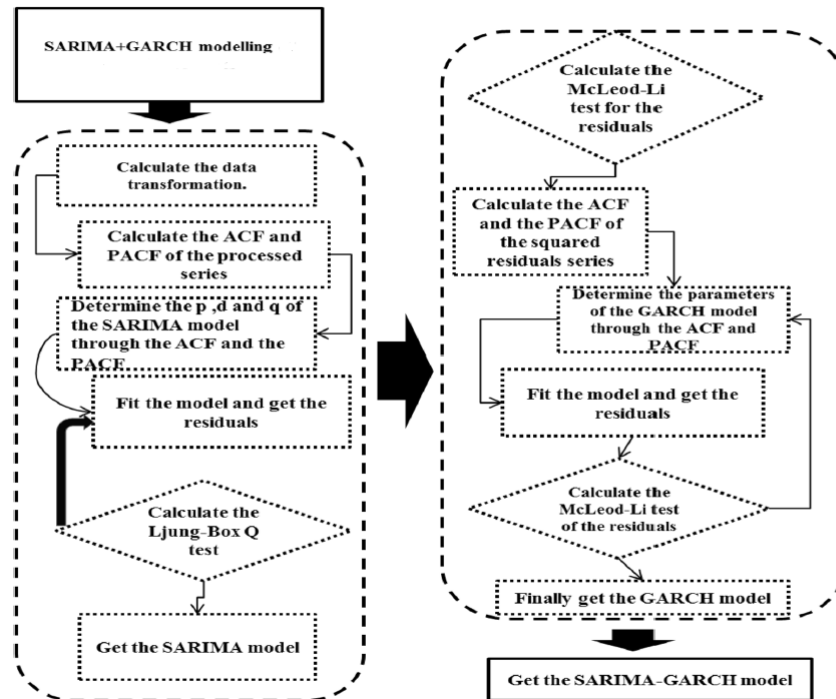 SARIMA+GARCH modelling
Calculate the data
transformation.
Calculate the ACF and
PACF of the processed
series
Determine the p ,d and q of
the SARIMA model
through the ACF and the
PACF
Fit the model and get the
residuals
Calculate the
Ljung-Box Q
test
Get the SARIMA model
Calculate the
McLeod-Li
test for the
residuals
Calculate the ACF
and the PACF of
the squared
residuals series
Determine the parameters
of the GARCH model
through the ACF and
PACF
Fit the model and get the
residuals
Calculate the
McLeod-Li test
of the residuals
Finally get the GARCH model
Get the SARIMA-GARCH model